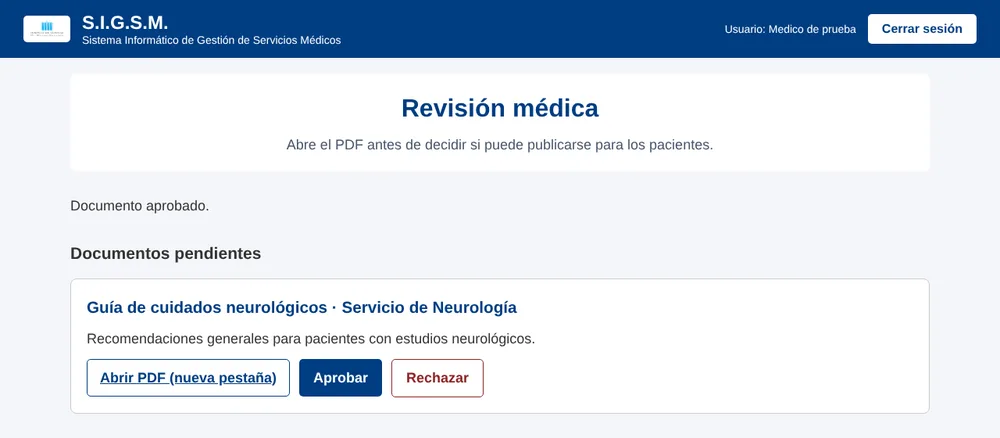 S.I.G.S.M.
Sistema Informático de Gestión de Servicios Médicos
Usuario: Medico de prueba
Cerrar sesión
Revisión médica
Abre el PDF antes de decidir si puede publicarse para los pacientes.
Documento aprobado.
Documentos pendientes
Guía de cuidados neurológicos · Servicio de Neurología
Recomendaciones generales para pacientes con estudios neurológicos.
Abrir PDF (nueva pestaña)
Aprobar
Rechazar